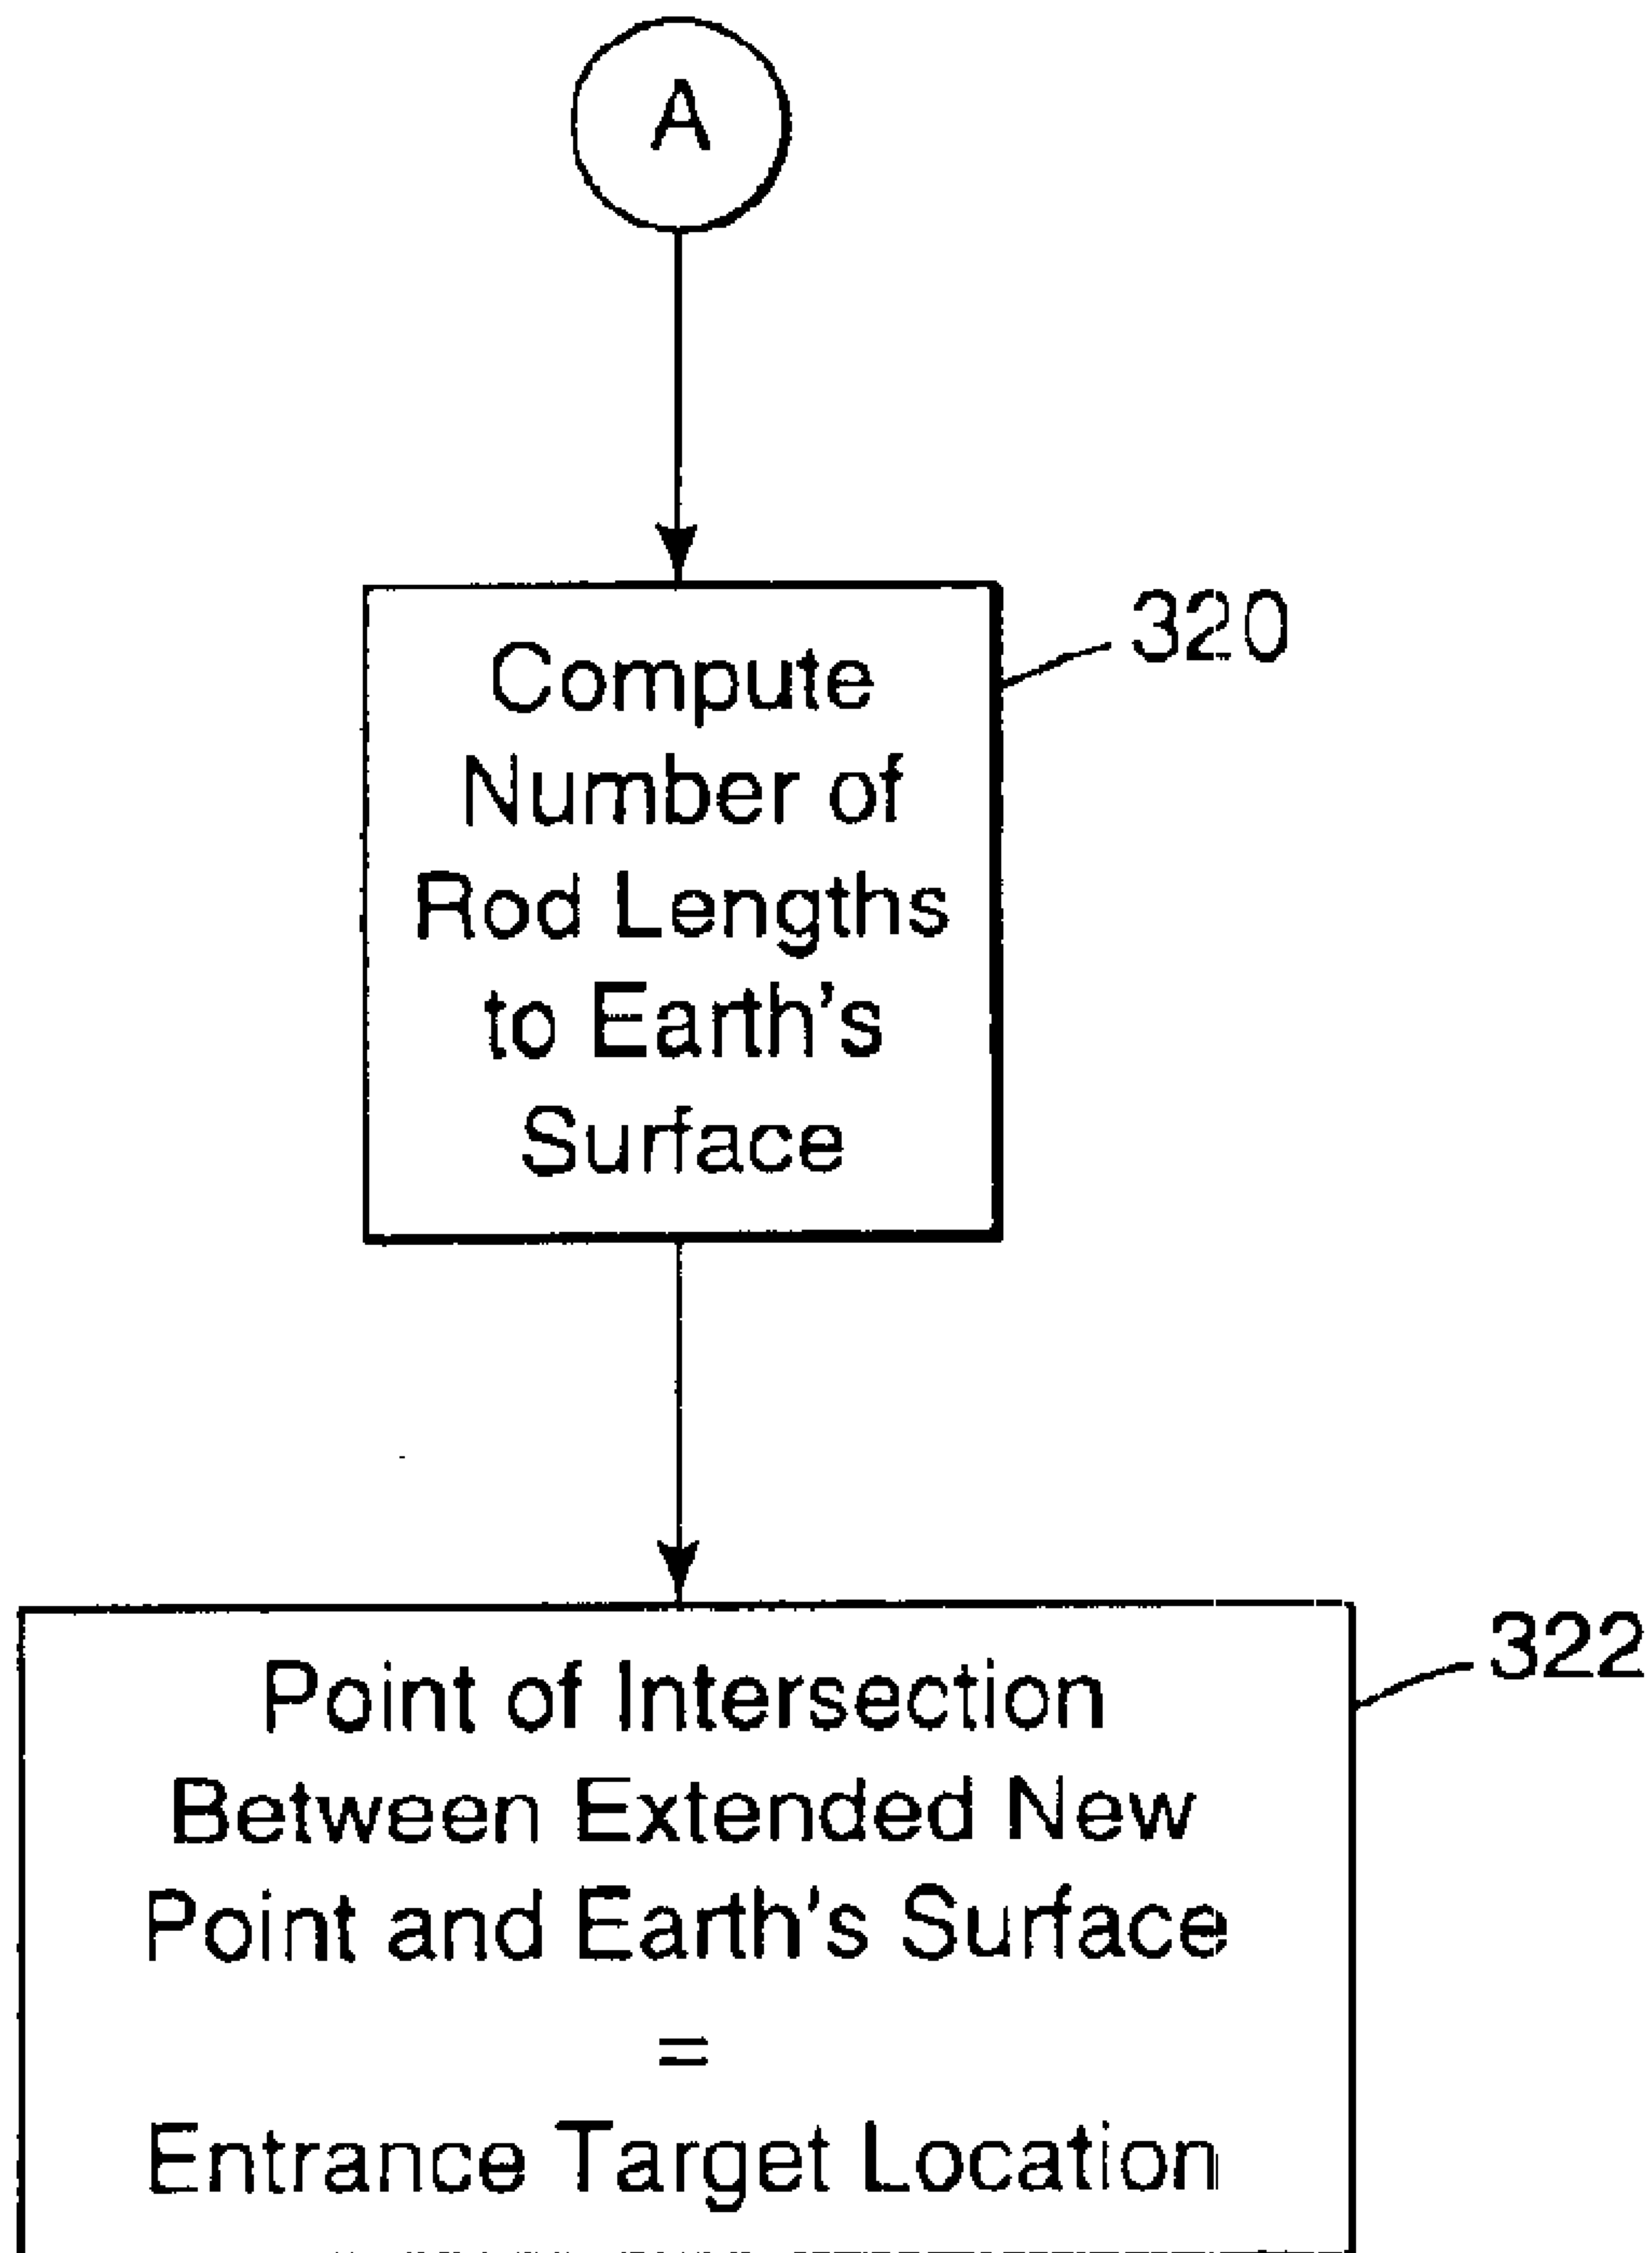 A
320
Compute
Number of
Rod Lengths
to Earth's
Surface
322
Point of Intersection
Between Extended New
Point and Earth's Surface
=
Entrance Target Location